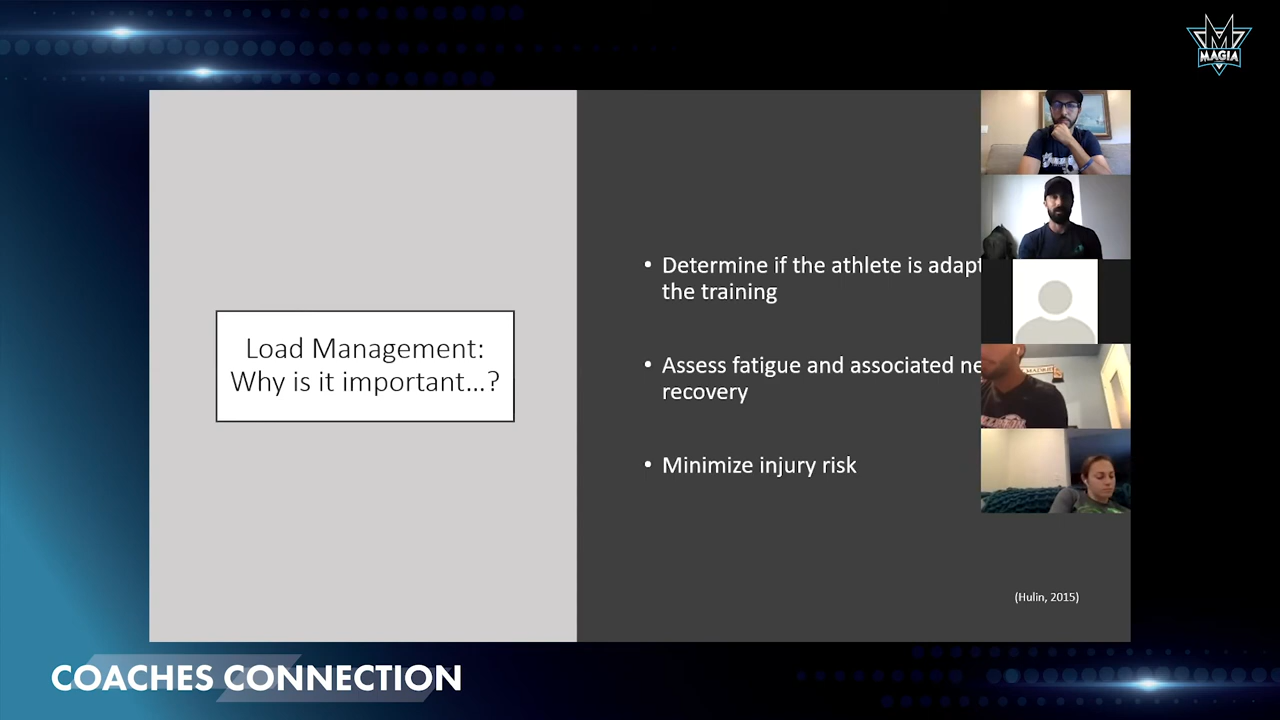 MAGIA
Load Management:
Why is it important...?
• Determine if the athlete is adapt
the training
• Assess fatigue and associated ne
recovery
• Minimize injury risk
(Hulin, 2015)
COACHES CONNECTION